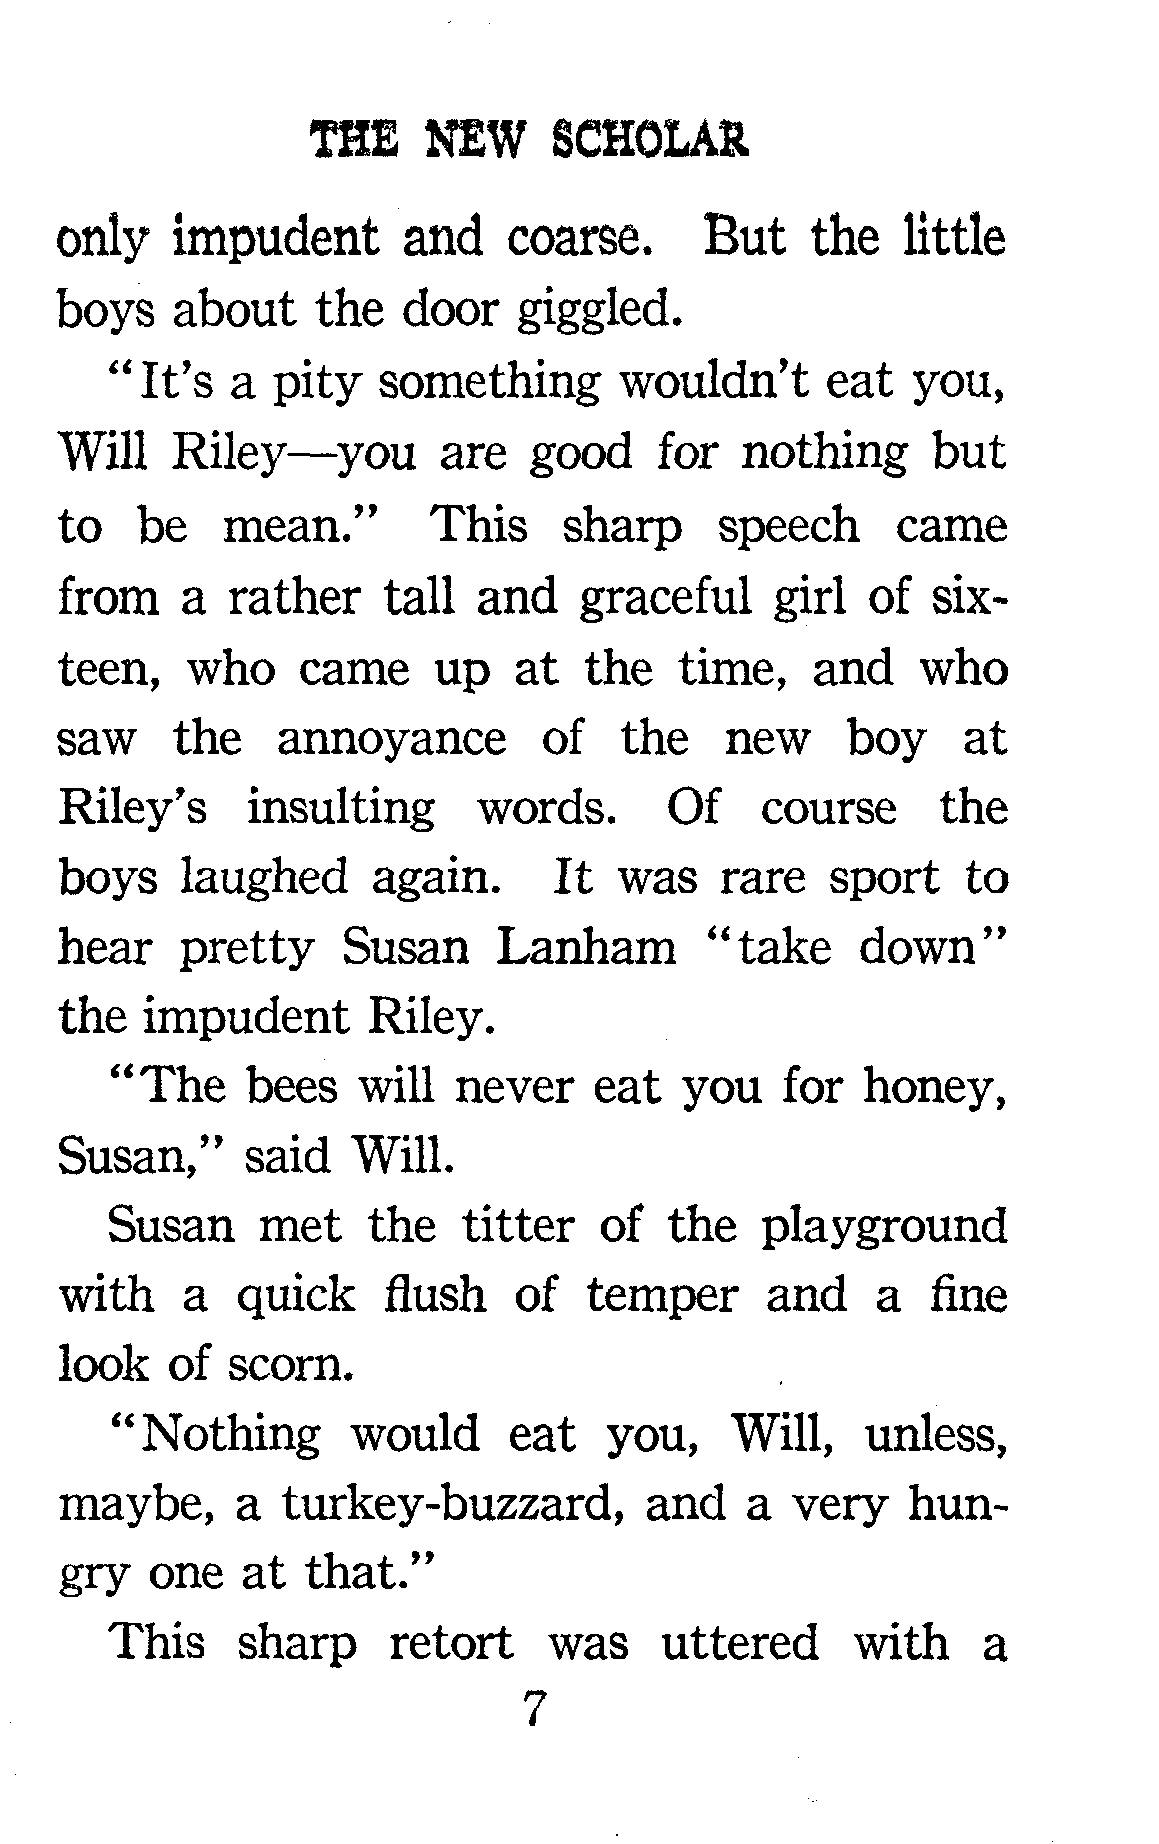 THE NEW SCHOLAR
only impudent and coarse. But the little
boys about the door giggled.
"It's a pity something wouldn't eat you,
Will Riley—you are good for nothing but
to be mean." This sharp speech came
from a rather tall and graceful girl of six-
teen, who came up at the time, and who
saw the annoyance of the new boy at
Riley's insulting words. Of course the
boys laughed again. It was rare sport to
hear pretty Susan Lanham "take down"
the impudent Riley.
"The bees will never eat you for honey,
Susan," said Will.
Susan met the titter of the playground
with a quick flush of temper and a fine
look of scorn.
"Nothing would eat you, Will, unless,
maybe, a turkey-buzzard, and a very hun-
gry one at that."
This sharp retort was uttered with a
7